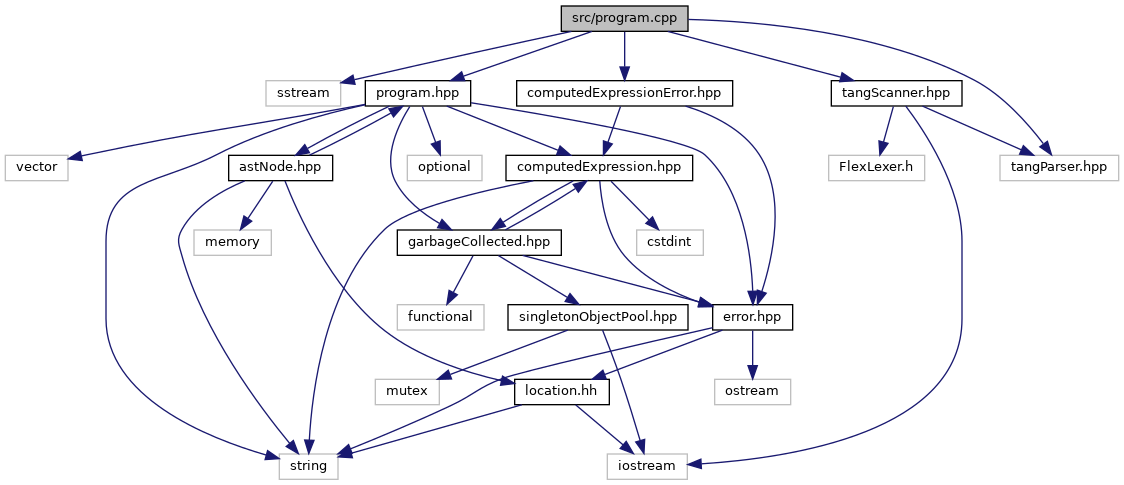 src/program.cpp
sstream
program.hpp
computedExpressionError.hpp
tangScanner.hpp
vector
astNode.hpp
optional
computedExpression.hpp
FlexLexer.h
tangParser.hpp
memory
garbageCollected.hpp
cstdint
functional
singletonObjectPool.hpp
error.hpp
mutex
location.hh
ostream
string
iostream